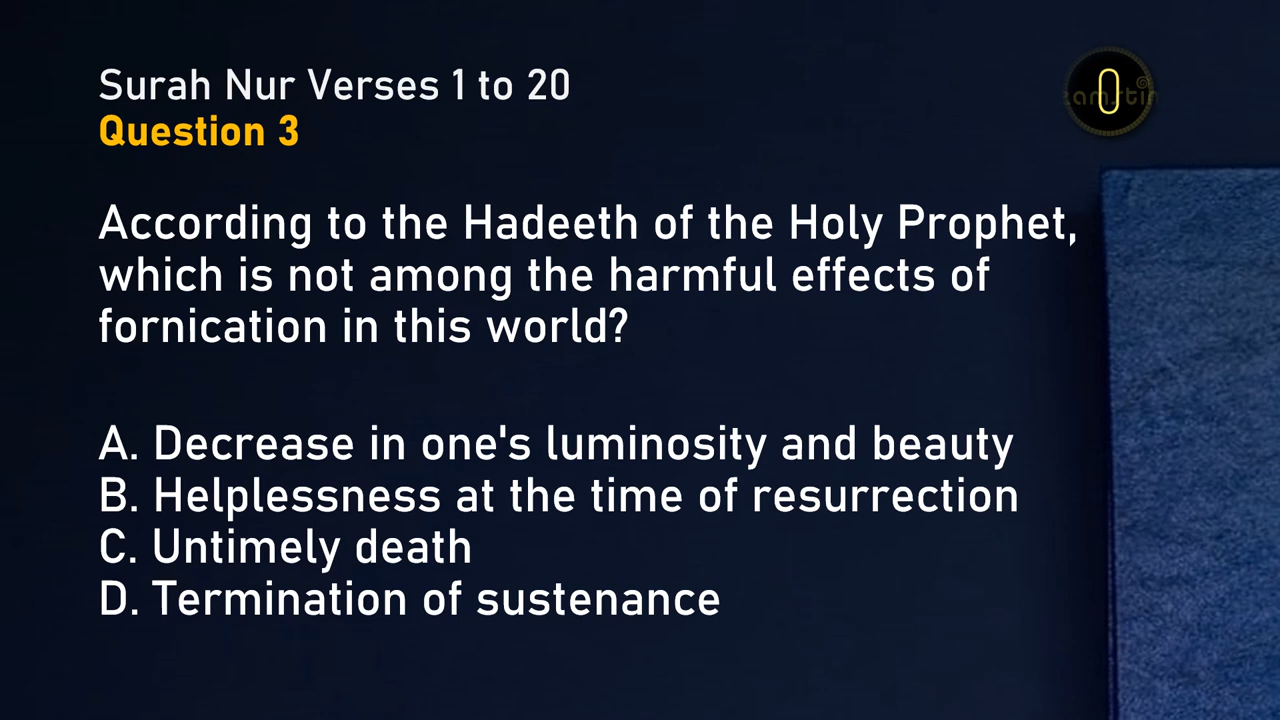 Surah Nur Verses 1 to 20
Question 3
0
According to the Hadeeth of the Holy Prophet,
which is not among the harmful effects of
fornication in this world?
A. Decrease in one's luminosity and beauty
B. Helplessness at the time of resurrection
C. Untimely death
D. Termination of sustenance